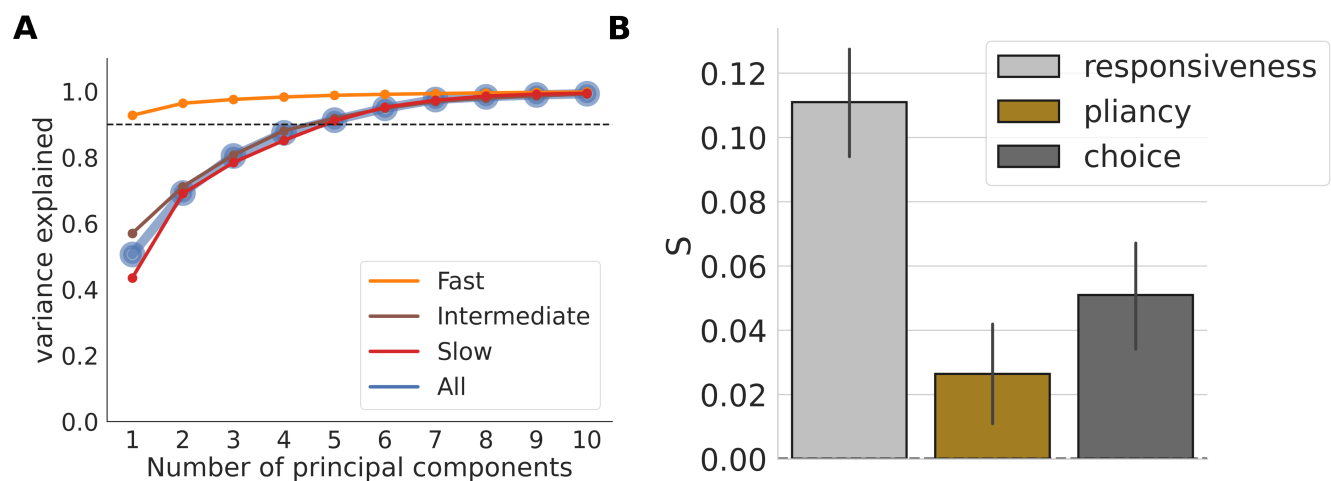 A
variance explained
1.0
0.8
0.6
0.4
0.2
0.0
1 2 3 4 5 6 7 8 9 10
Number of principal components
Fast
Intermediate
Slow
All
B
S
0.12
0.10
0.08
0.06
0.04
0.02
0.00
responsiveness
pliancy
choice